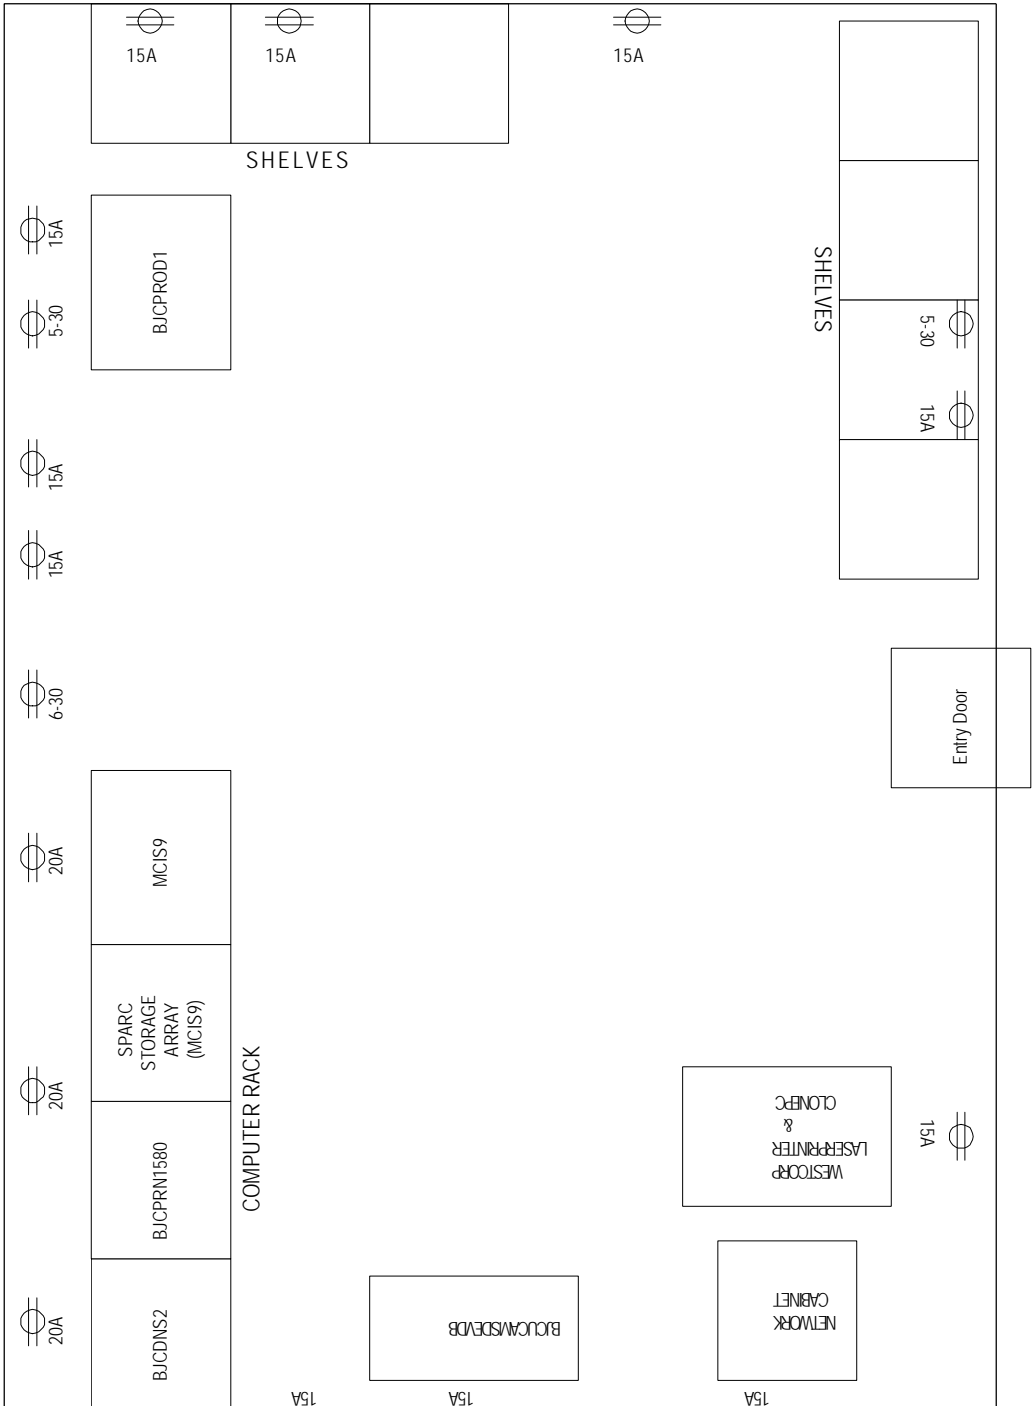 15A
15A
15A
SHELVES
15A
5-30
BJCPROD1
SHELVES
5-30
15A
15A
15A
6-30
Entry Door
20A
MCIS9
SPARC
STORAGE
ARRAY
(MCIS9)
20A
COMPUTER RACK
BJCPRN1580
WESTCORP
LASERPRINTER
&
CLONEPC
15A
20A
BJCDNS2
BJCUCAVISDEVDB
NETWORK
CABINET
15A
15A
15A